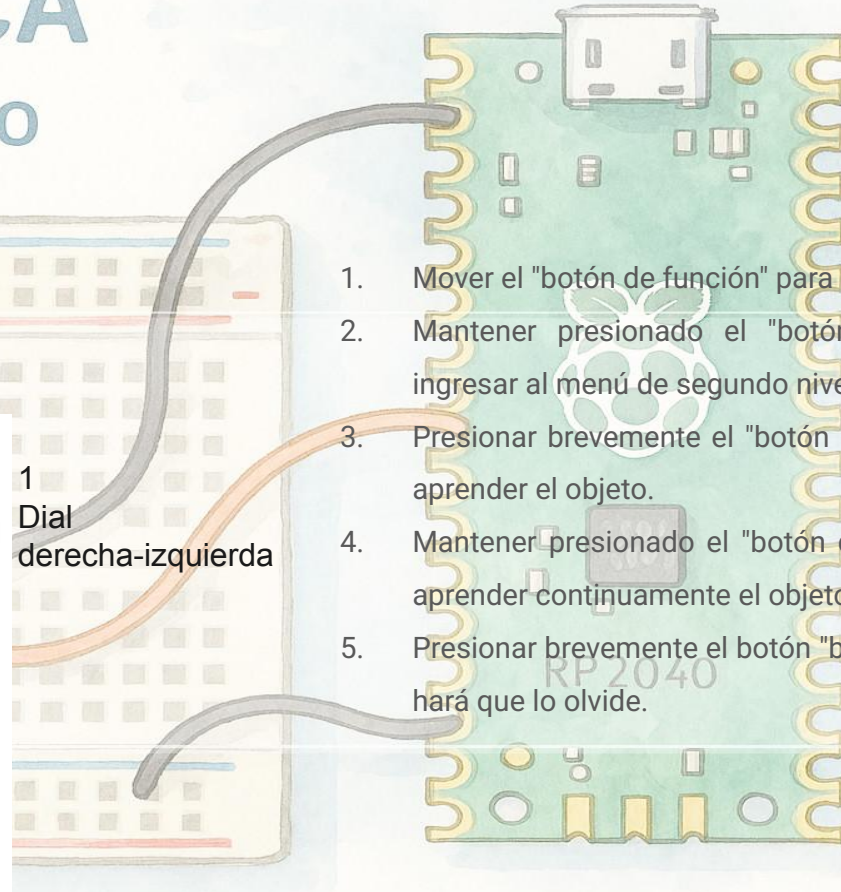 CA
o
1. Mover el "botón de función" para
2. Mantener presionado el "botón
ingresar al menú de segundo nive
3. Presionar brevemente el "botón
aprender el objeto.
4. Mantener presionado el "botón
aprender continuamente el objeto
5. Presionar brevemente el botón "b
hará que lo olvide.
1
Dial
derecha-izquierda
RP2040